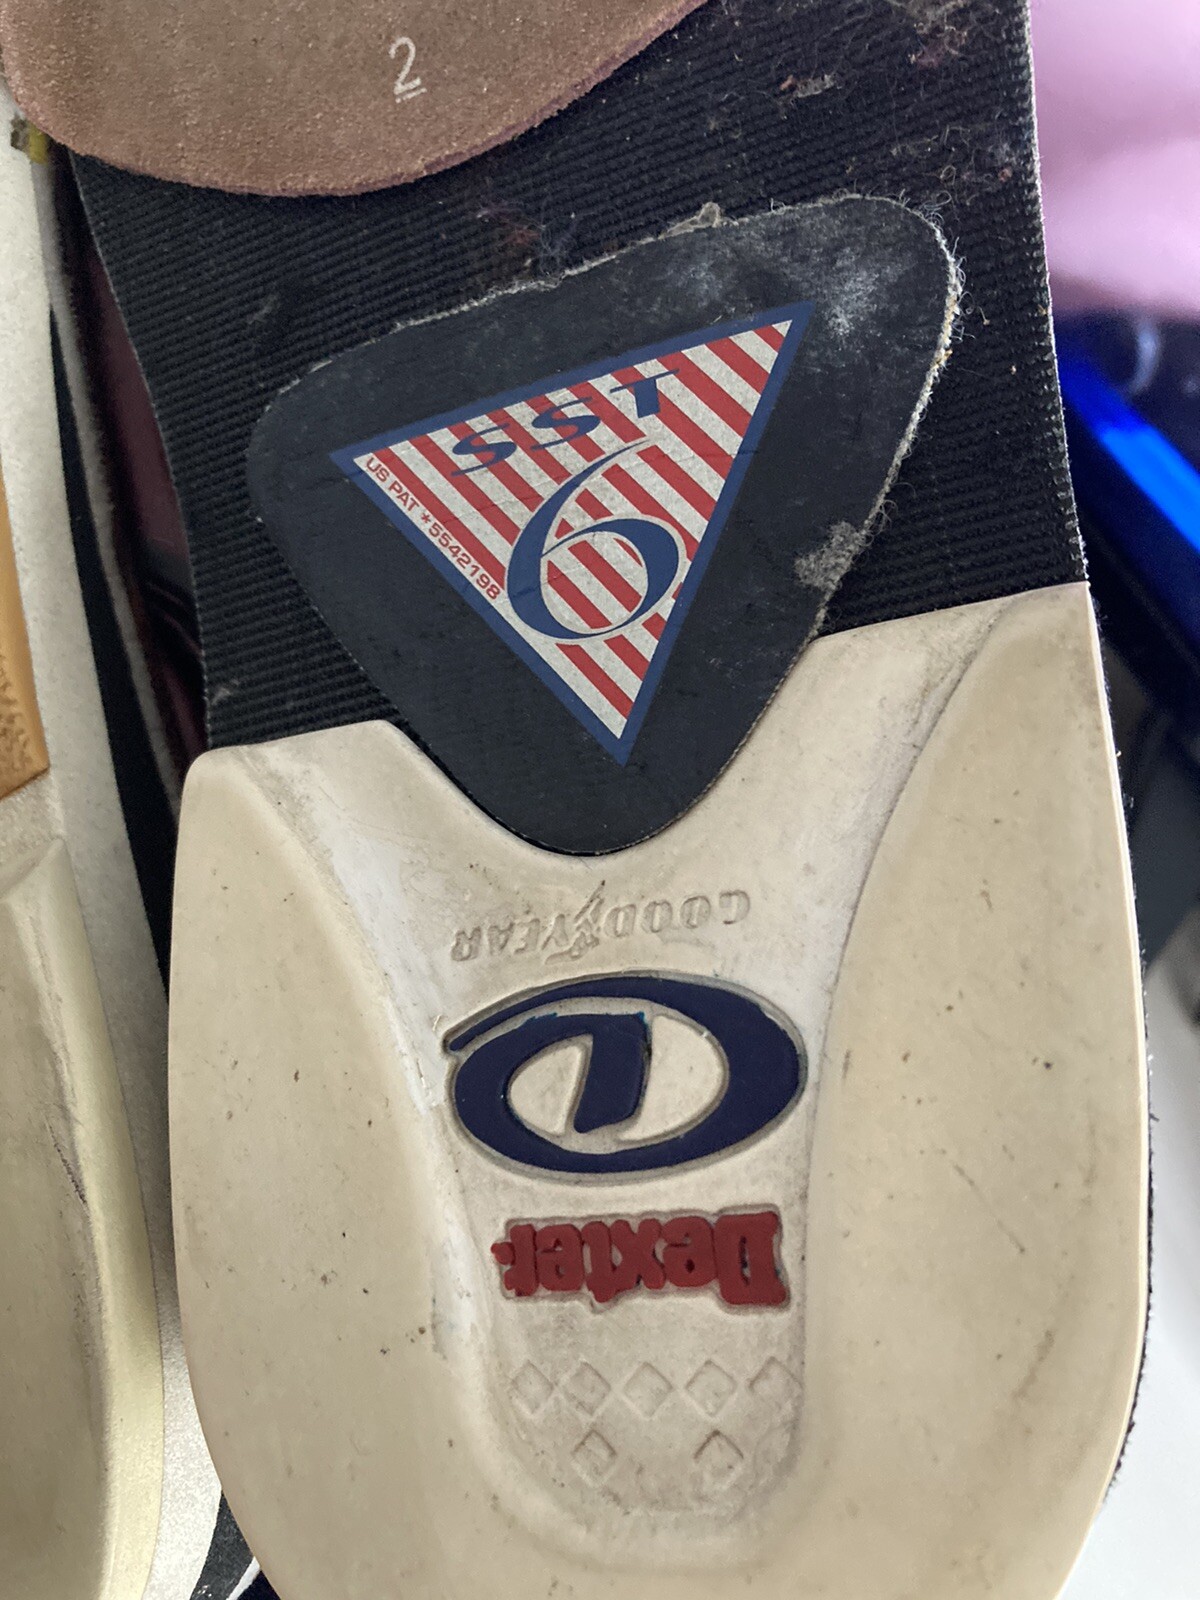 2
SST
6
US PAT *5542198
GOODYEAR
Dexter